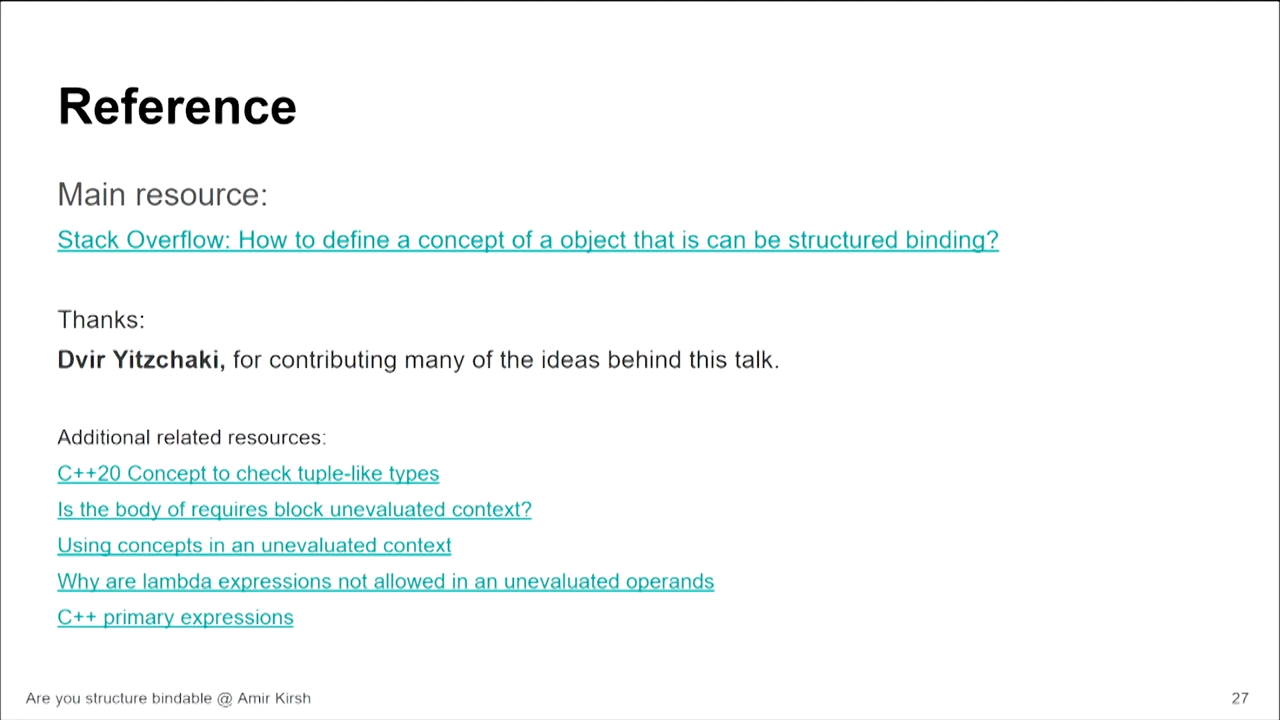 Reference
Main resource:
Stack Overflow: How to define a concept of a object that is can be structured binding?
Thanks:
Dvir Yitzchaki, for contributing many of the ideas behind this talk.
Additional related resources:
C++20 Concept to check tuple-like types
Is the body of requires block unevaluated context?
Using concepts in an unevaluated context
Why are lambda expressions not allowed in an unevaluated operands
C++ primary expressions
Are you structure bindable @ Amir Kirsh
27